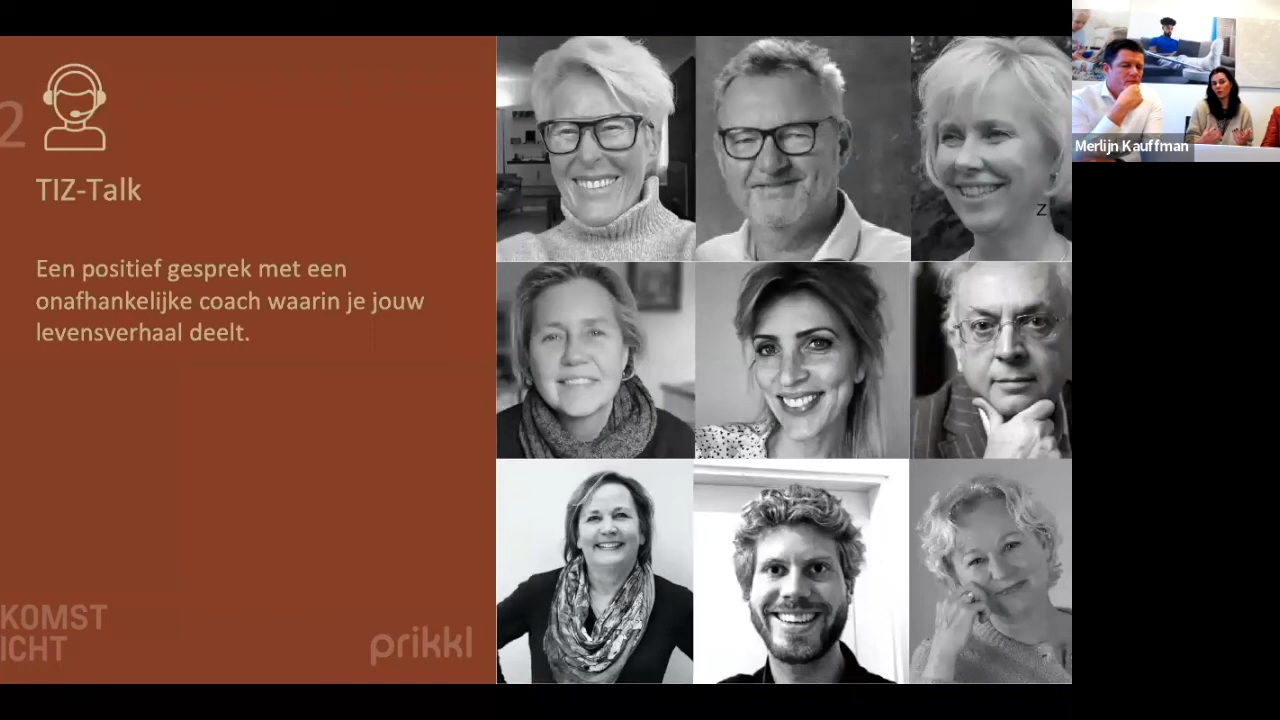 2
TIZ-Talk
Een positief gesprek met een
onafhankelijke coach waarin je jouw
levensverhaal deelt.
KOMST
ICHT
prikkl
Z
Merlijn Kauffman